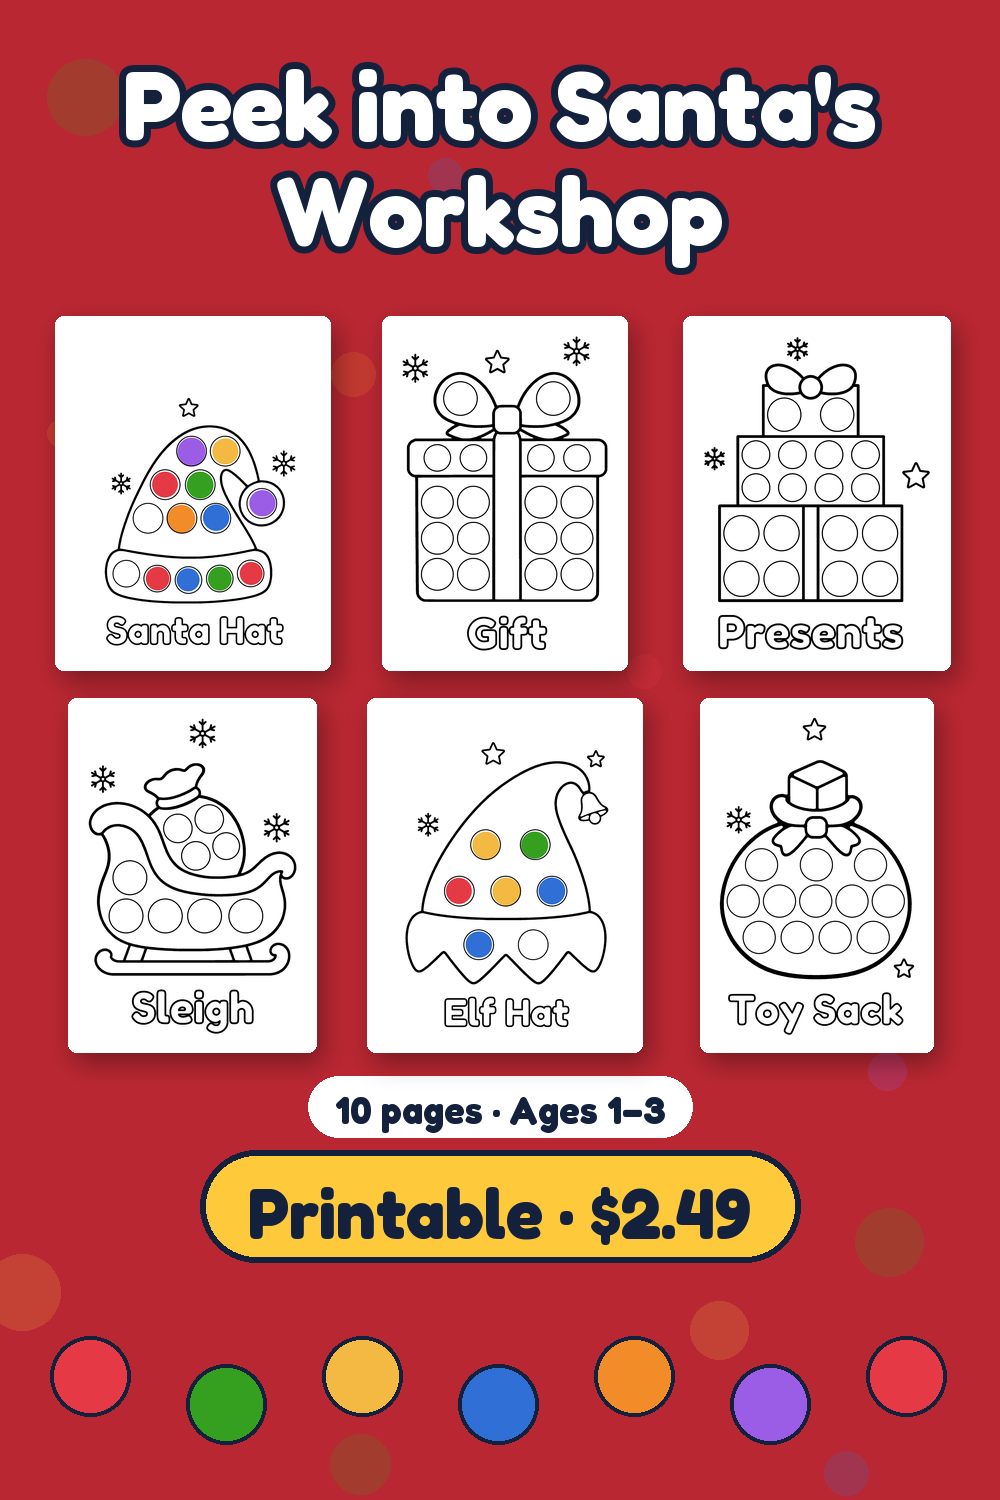 Peek into Santa's
Workshop
Santa Hat
Gift
Presents
Sleigh
Elf Hat
Toy Sack
10 pages · Ages 1–3
Printable · $2.49